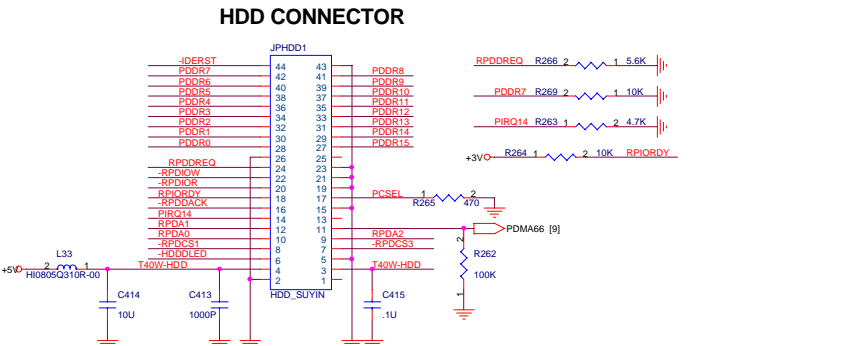 HDD CONNECTOR
JPHDD1
-IDERST 44 43
PDDR7 42 41 PDDR8
PDDR6 40 39 PDDR9
PDDR5 38 37 PDDR10
PDDR4 36 35 PDDR11
PDDR3 34 33 PDDR12
PDDR2 32 31 PDDR13
PDDR1 30 29 PDDR14
PDDR0 28 27 PDDR15
26 25
RPDDREQ 24 23
-RPDIOW 22 21
-RPDIOR 20 19
RPIORDY 18 17 PCSEL 1 2
R265 470
-RPDDACK 16 15
PIRQ14 14 13
RPDA1 12 11 PDMA66 [9]
RPDA0 10 9 RPDA2
-RPDCS1 8 7 -RPDCS3
-HDDDLED 6 5
T40W-HDD 4 3 T40W-HDD
2 1
HDD_SUYIN
RPDDREQ R266 2 1 5.6K
PDDR7 R269 2 1 10K
PIRQ14 R263 1 2 4.7K
+3V R264 1 2 10K RPIORDY
2 R262
100K
1
L33
+5V 2 1
HI0805Q310R-00
C414
10U
C413
1000P
C415
.1U